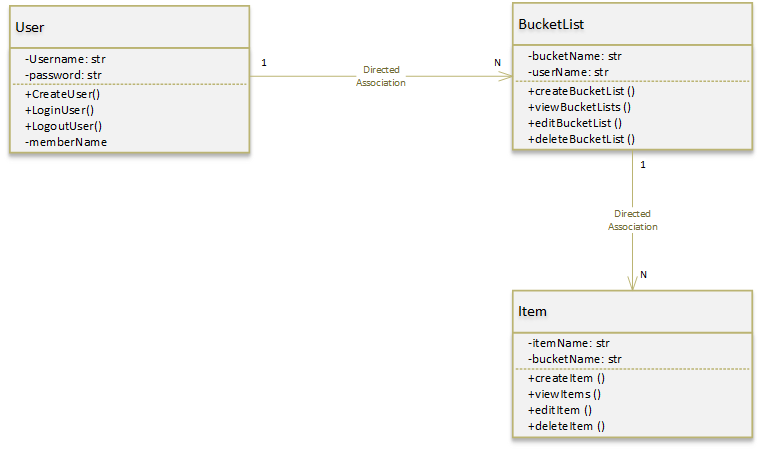 User
-Username: str
-password: str
+CreateUser()
+LoginUser()
+LogoutUser()
-memberName
1
Directed
Association
N
BucketList
-bucketName: str
-userName: str
+createBucketList ()
+viewBucketLists()
+editBucketList ()
+deleteBucketList ()
1
Directed
Association
N
Item
-itemName: str
-bucketName: str
+createItem ()
+viewItems ()
+editItem ()
+deleteItem ()